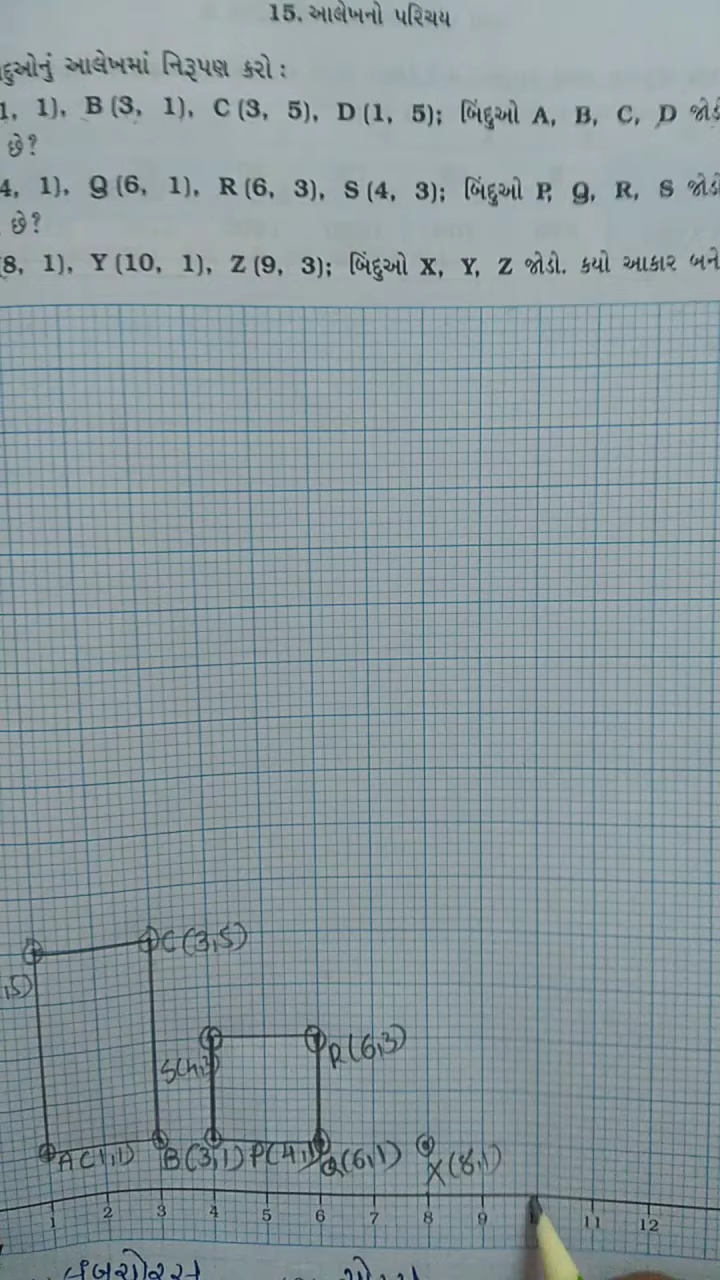 15. આલેખનો પરિચય
નું આલેખમાં નિરૂપણ કરો :
1, 1), B (3, 1), C (3, 5), D (1, 5); બિંદુઓ A, B, C, D
છે?
4, 1), Q (6, 1), R (6, 3), S (4, 3); બિંદુઓ P, Q, R, S
છે?
(8, 1), Y (10, 1), Z (9, 3); બિંદુઓ X, Y, Z જોડો. કયો આકાર બને
C(3,5)
,5)
R(6,3)
A(1,1) B(3,1) P(4,1) Q(6,1) X(8,1)
1 2 3 4 5 6 7 8 9 11 12